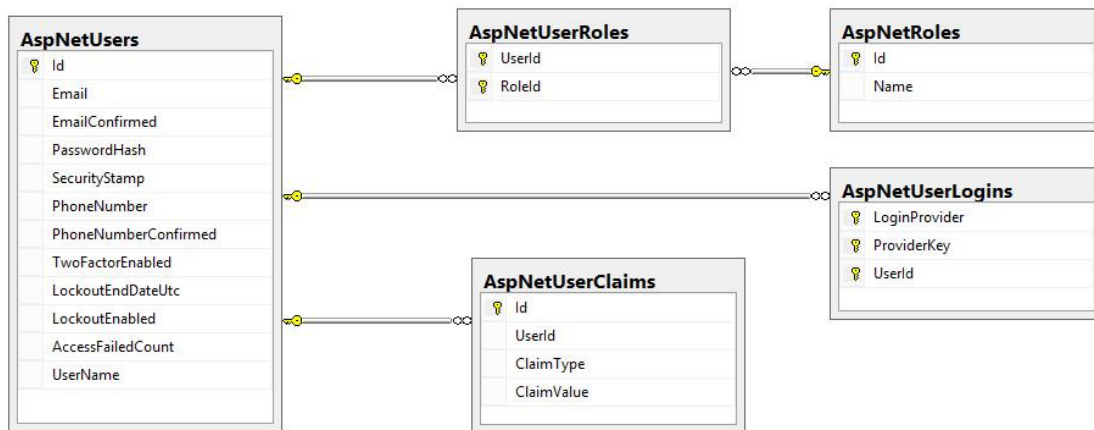 AspNetUsers
Id
Email
EmailConfirmed
PasswordHash
SecurityStamp
PhoneNumber
PhoneNumberConfirmed
TwoFactorEnabled
LockoutEndDateUtc
LockoutEnabled
AccessFailedCount
UserName
AspNetUserRoles
UserId
RoleId
AspNetRoles
Id
Name
AspNetUserLogins
LoginProvider
ProviderKey
UserId
AspNetUserClaims
Id
UserId
ClaimType
ClaimValue